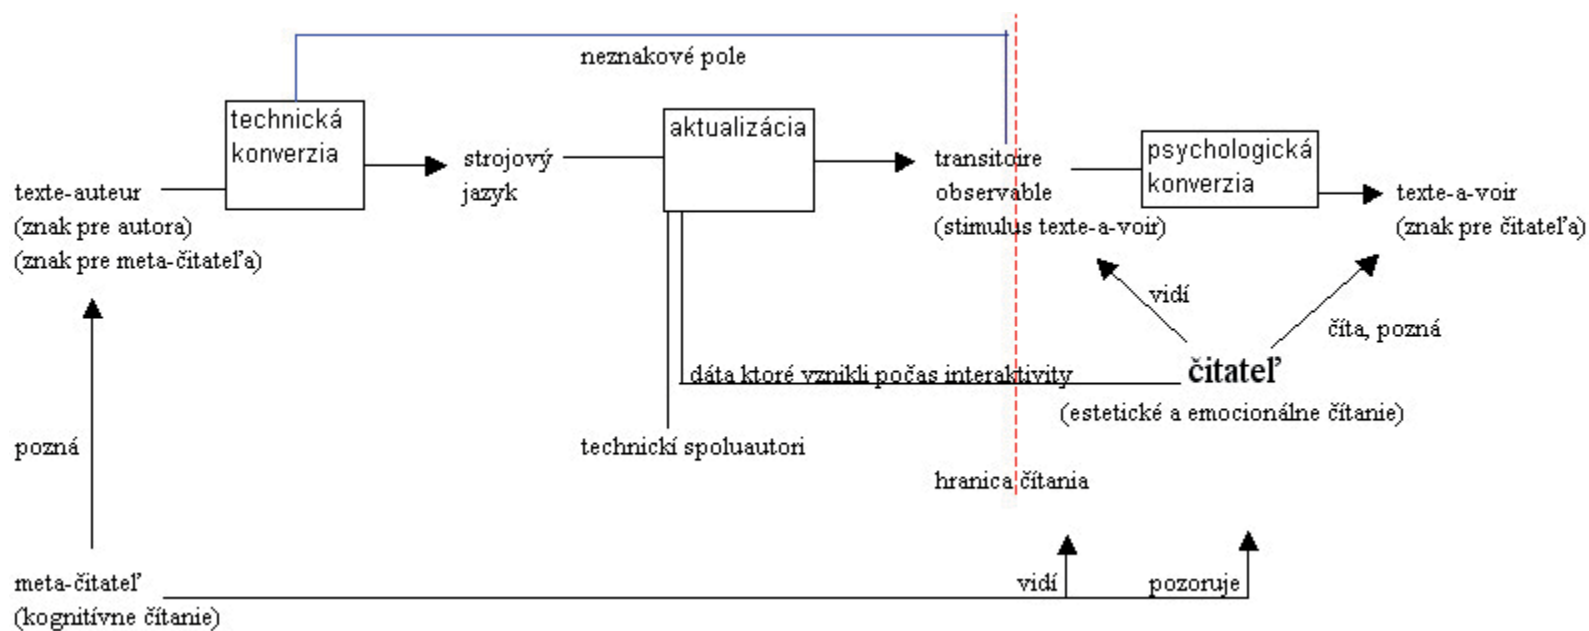 neznakové pole
technická
konverzia
aktualizácia
strojový
jazyk
transitoire
observable
(stimulus texte-a-voir)
psychologická
konverzia
texte-auteur
(znak pre autora)
(znak pre meta-čitateľa)
texte-a-voir
(znak pre čitateľa)
vidí
číta, pozná
dáta ktoré vznikli počas interaktivity
čitateľ
(estetické a emocionálne čítanie)
pozná
technickí spoluautori
hranica čítania
meta-čitateľ
(kognitívne čítanie)
vidí
pozoruje